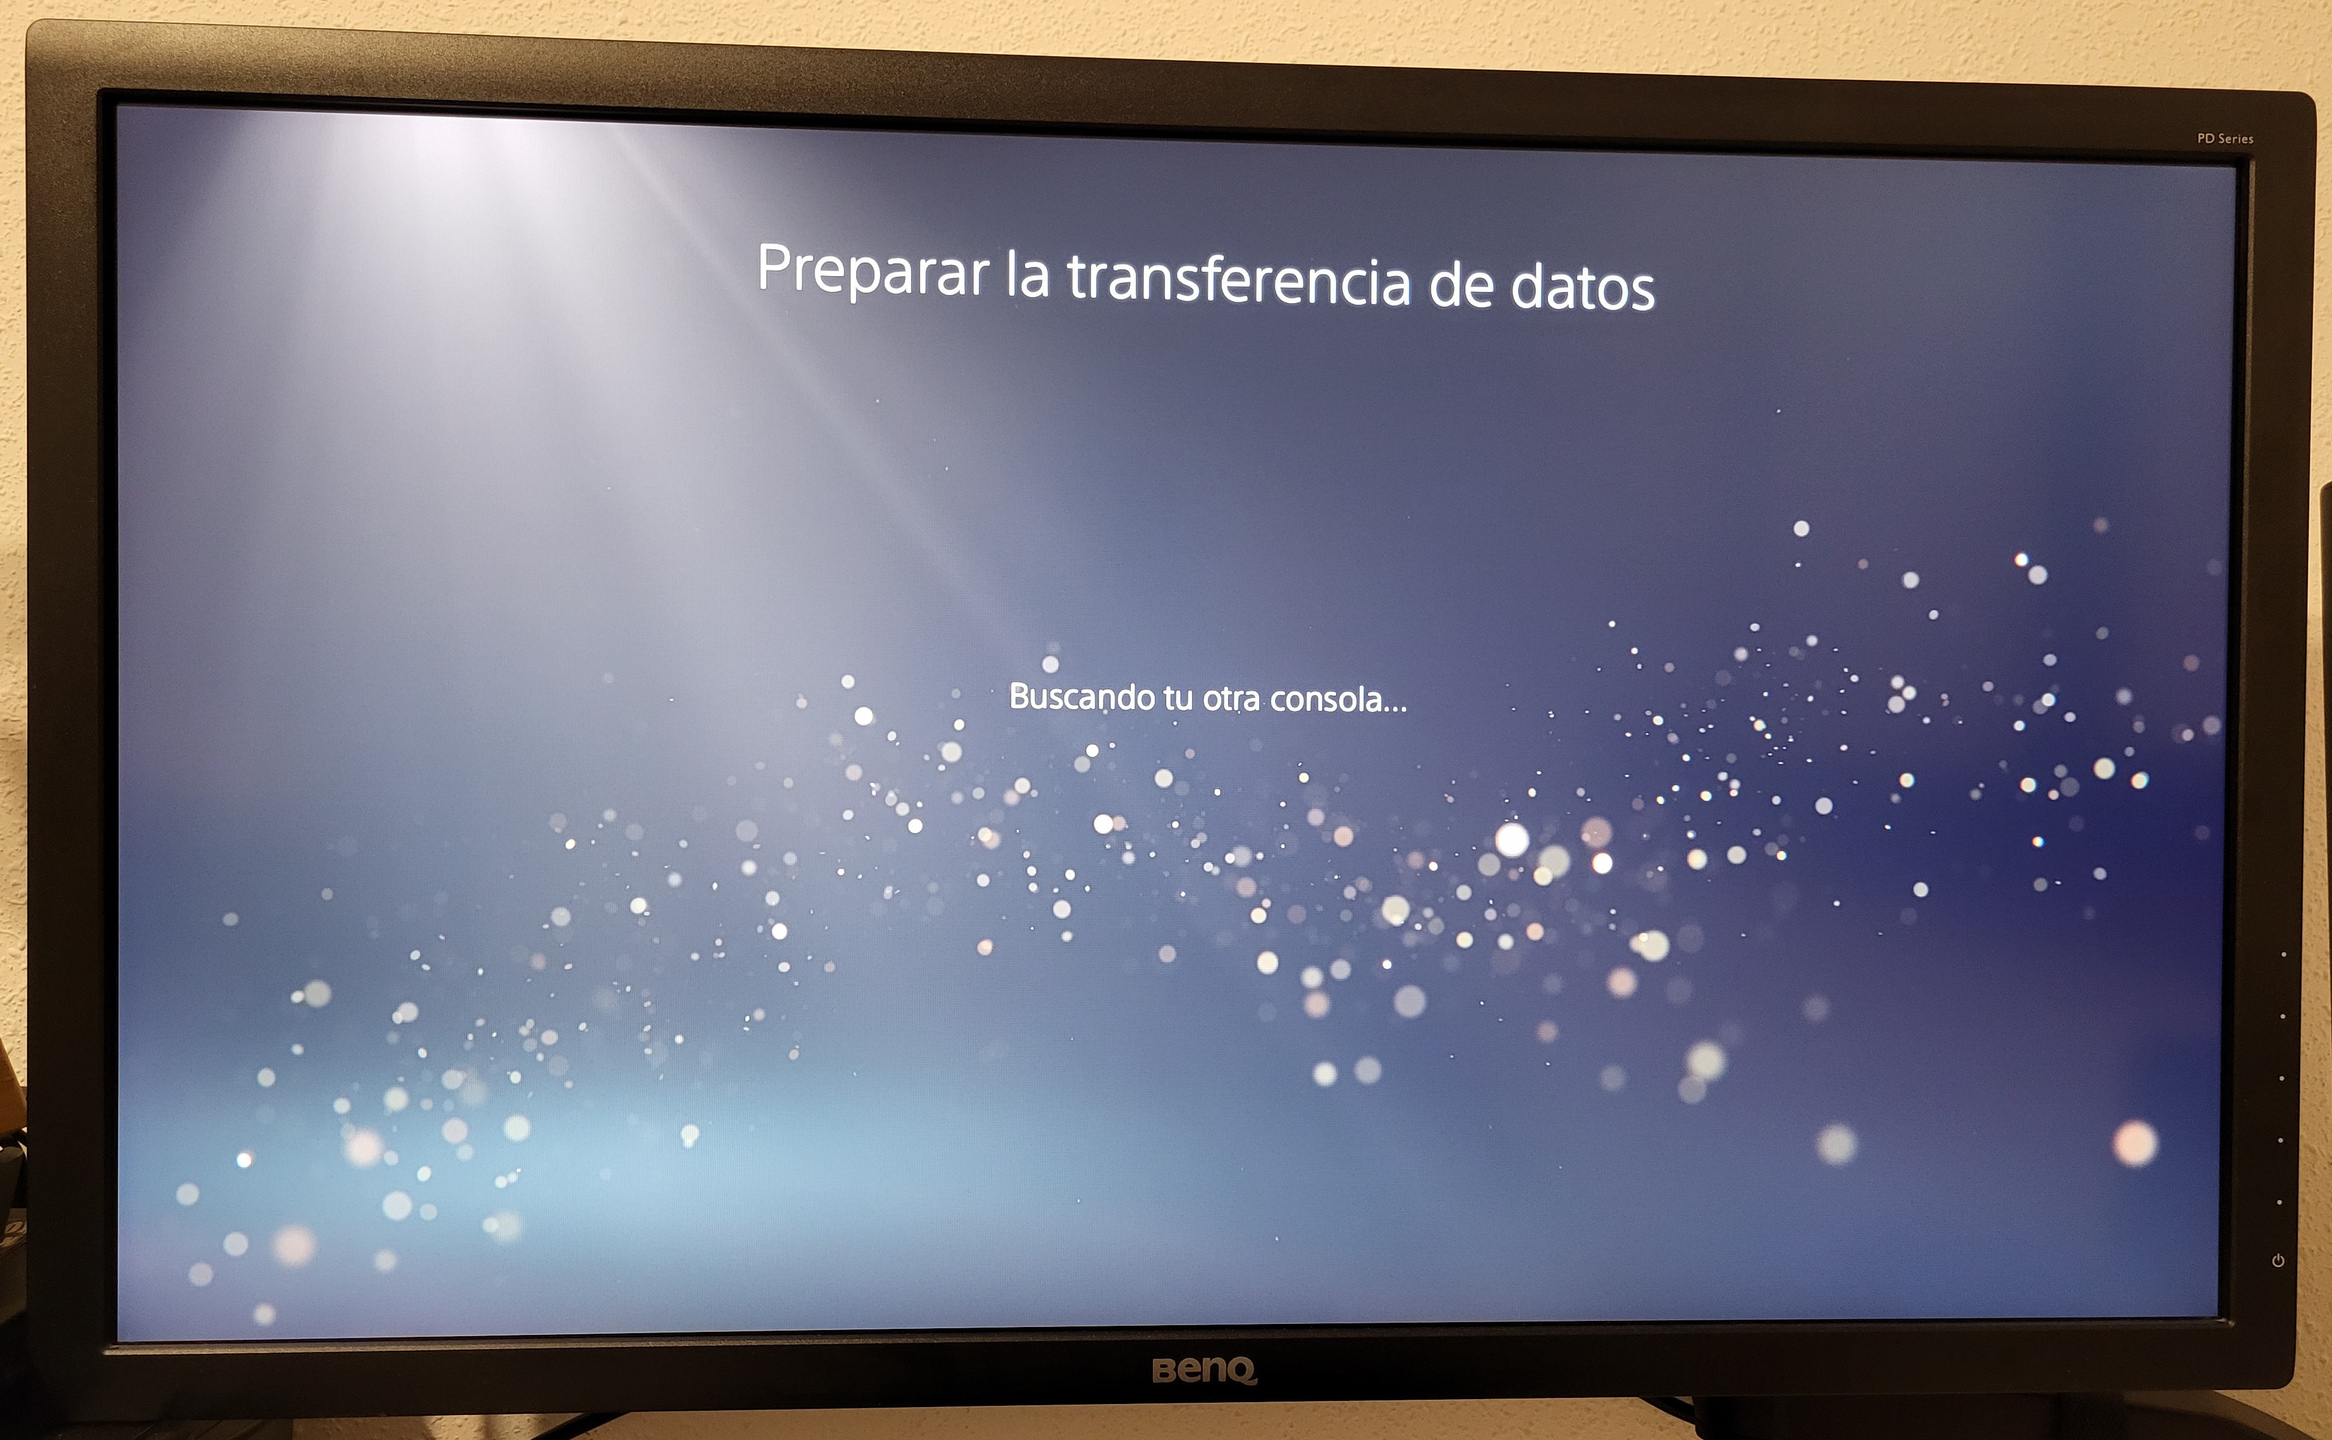 PD Series
Preparar la transferencia de datos
Buscando tu otra consola...
BenQ